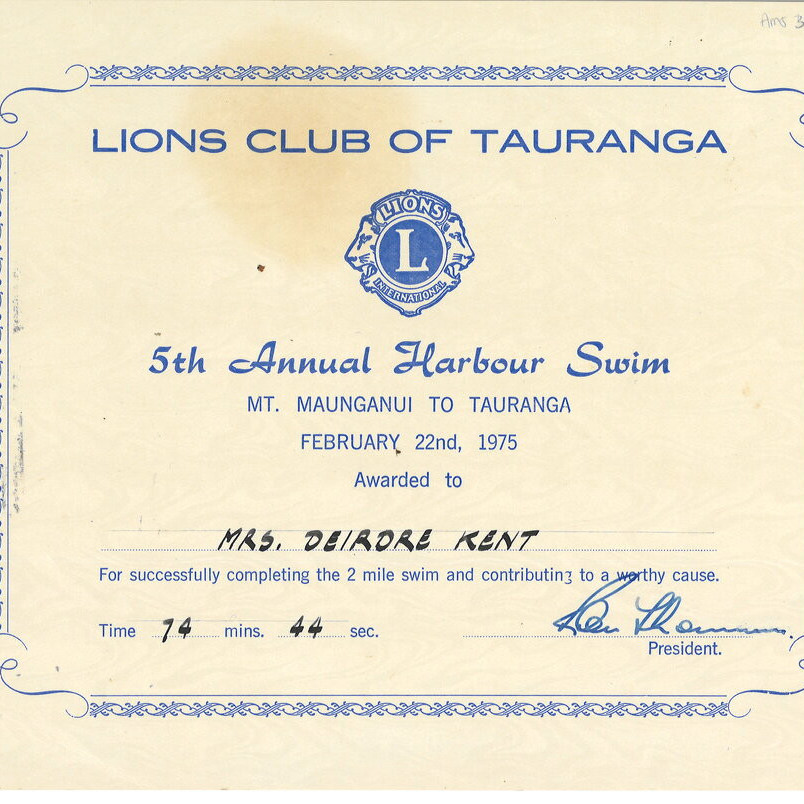 Ams 3
LIONS CLUB OF TAURANGA
LIONS
L
INTERNATIONAL
5th Annual Harbour Swim
MT. MAUNGANUI TO TAURANGA
FEBRUARY 22nd, 1975
Awarded to
MRS. DEIRDRE KENT
For successfully completing the 2 mile swim and contributing to a worthy cause.
Time 74 mins. 44 sec.
President.